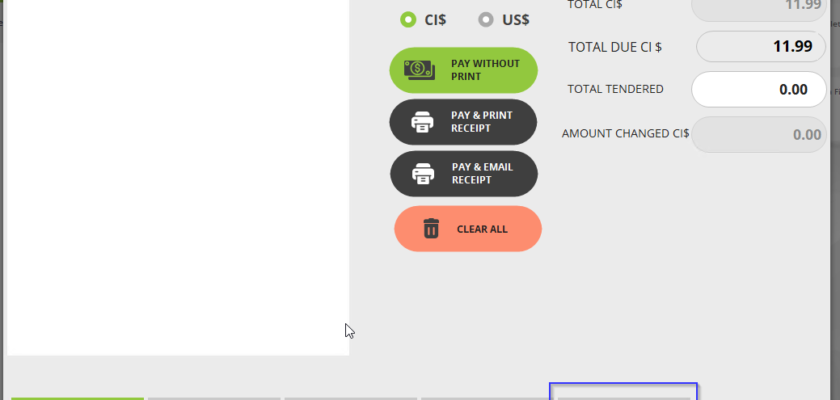 TOTAL CI$ 11.99
CI$ US$
TOTAL DUE CI $ 11.99
PAY WITHOUT
PRINT
TOTAL TENDERED 0.00
PAY & PRINT
RECEIPT
AMOUNT CHANGED CI$ 0.00
PAY & EMAIL
RECEIPT
CLEAR ALL